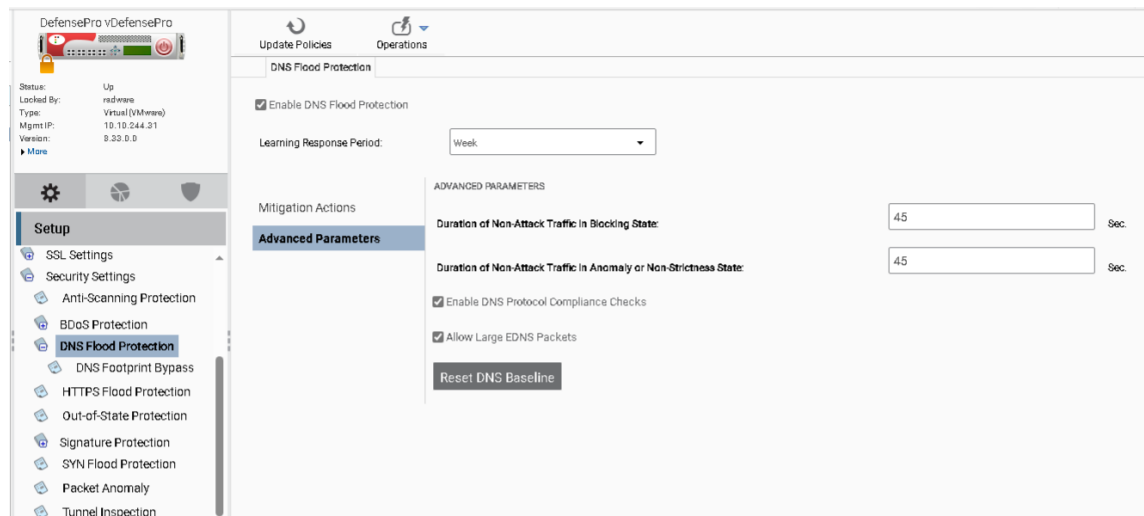 DefensePro vDefensePro
Status: Up
Locked By: radware
Type: Virtual (VMware)
Mgmt IP: 10.10.244.31
Version: 8.33.0.0
More
Setup
SSL Settings
Security Settings
Anti-Scanning Protection
BDoS Protection
DNS Flood Protection
DNS Footprint Bypass
HTTPS Flood Protection
Out-of-State Protection
Signature Protection
SYN Flood Protection
Packet Anomaly
Tunnel Inspection
Update Policies Operations
DNS Flood Protection
Enable DNS Flood Protection
Learning Response Period: Week
Mitigation Actions
Advanced Parameters
ADVANCED PARAMETERS
Duration of Non-Attack Traffic in Blocking State: 45 Sec.
Duration of Non-Attack Traffic in Anomaly or Non-Strictness State: 45 Sec.
Enable DNS Protocol Compliance Checks
Allow Large EDNS Packets
Reset DNS Baseline